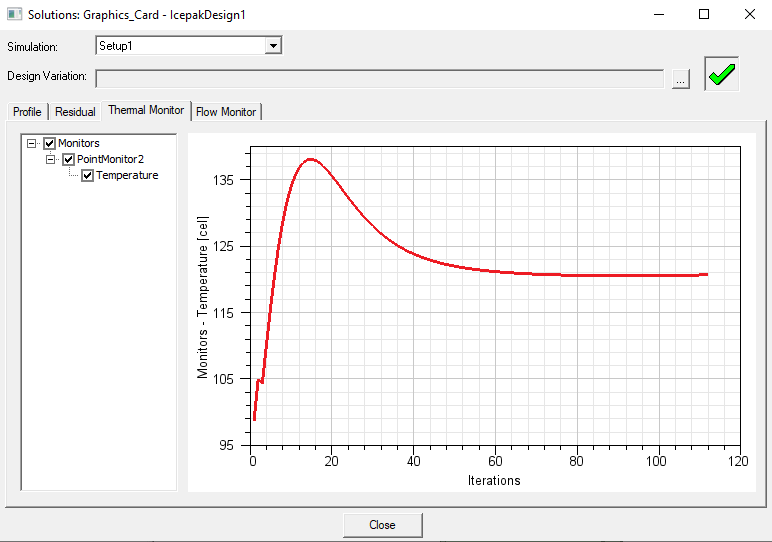 Solutions: Graphics_Card - IcepakDesign1
Simulation: Setup1
Design Variation: ...
Profile Residual Thermal Monitor Flow Monitor
Monitors
PointMonitor2
Temperature
Monitors - Temperature [cel]
135
125
115
105
95
0 20 40 60 80 100 120
Iterations
Close